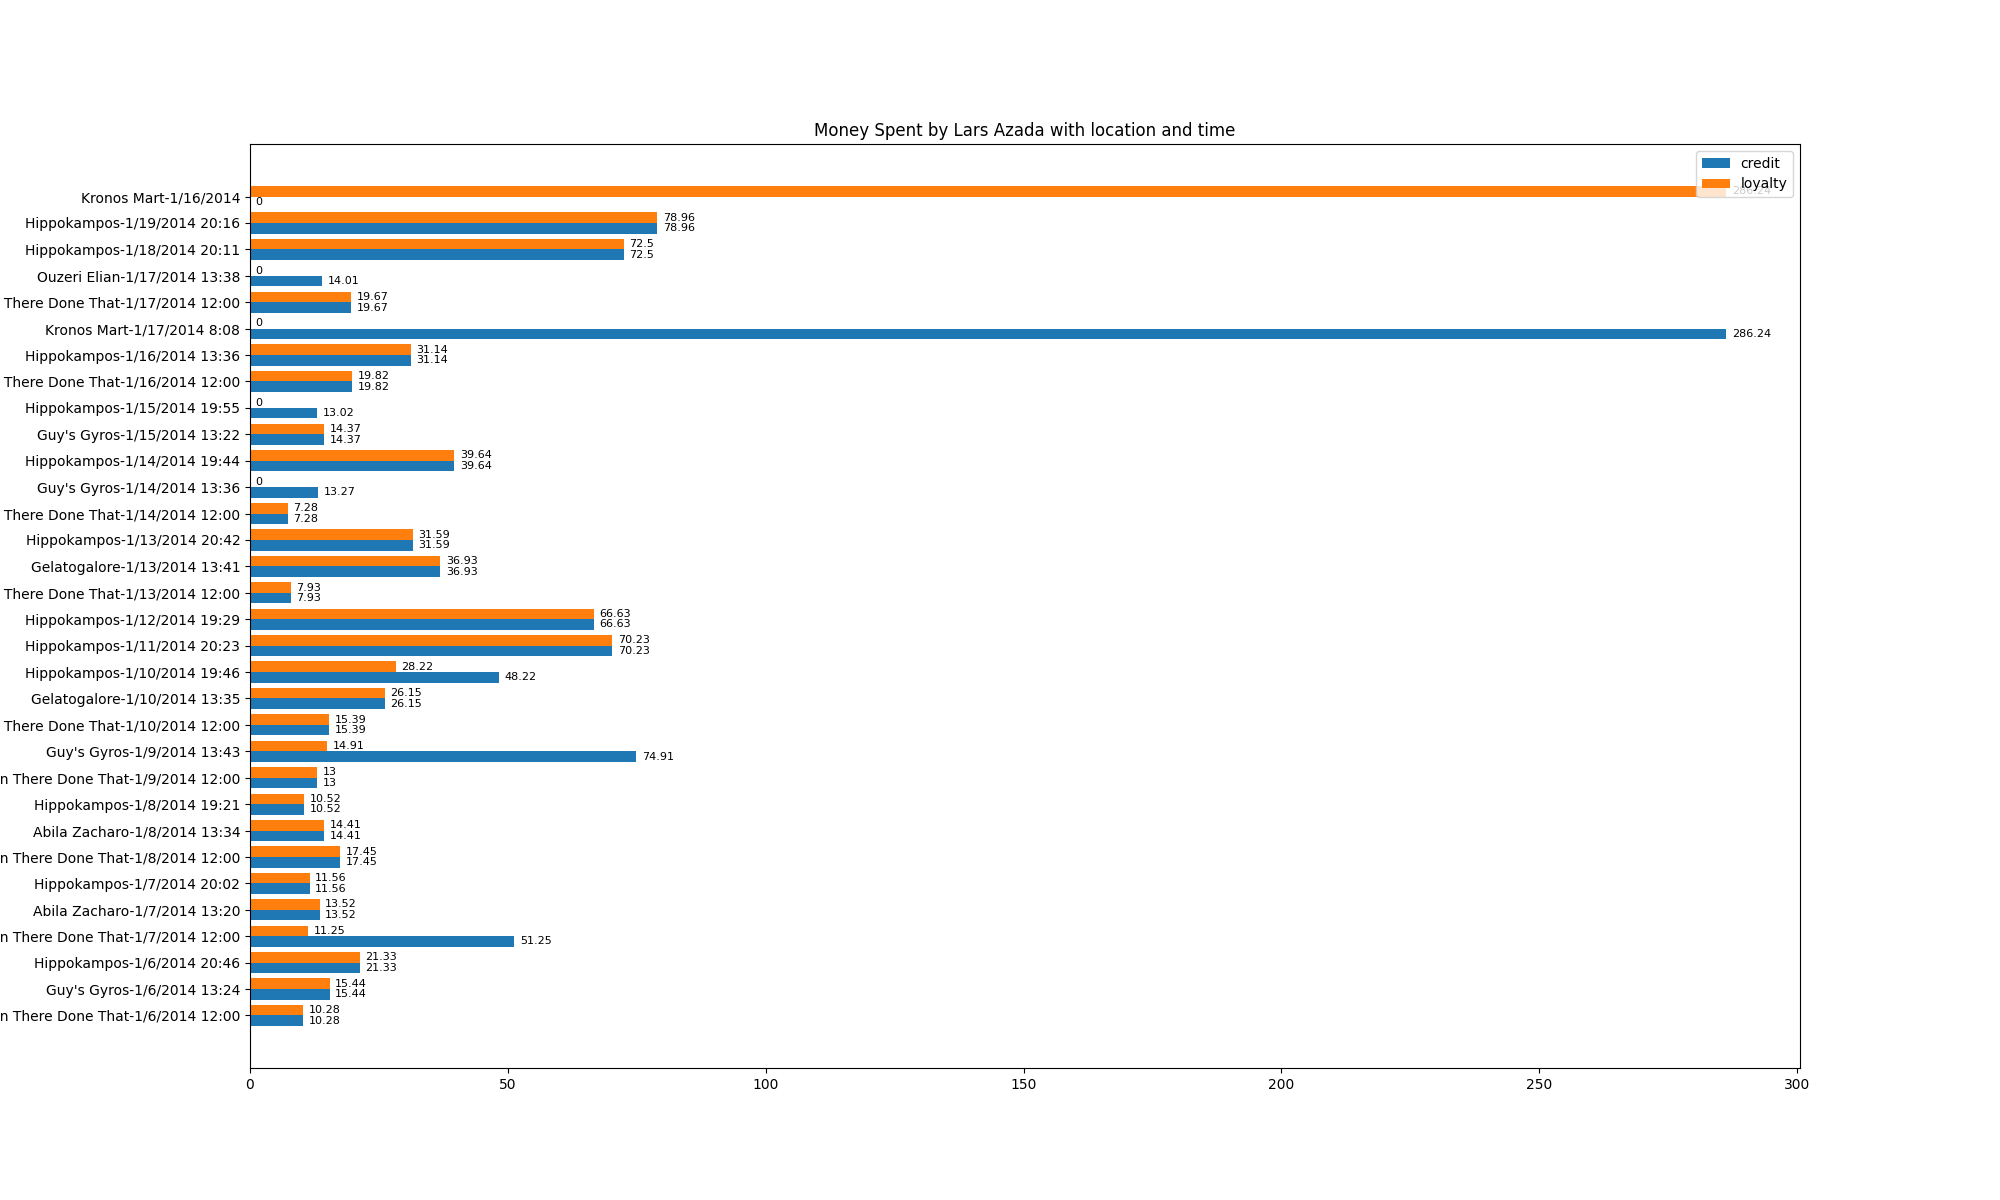 Money Spent by Lars Azada with location and time
credit
loyalty
Kronos Mart-1/16/2014
286.24
0
Hippokampos-1/19/2014 20:16
78.96
78.96
Hippokampos-1/18/2014 20:11
72.5
72.5
Ouzeri Elian-1/17/2014 13:38
0
14.01
There Done That-1/17/2014 12:00
19.67
19.67
Kronos Mart-1/17/2014 8:08
0
286.24
Hippokampos-1/16/2014 13:36
31.14
31.14
There Done That-1/16/2014 12:00
19.82
19.82
Hippokampos-1/15/2014 19:55
0
13.02
Guy's Gyros-1/15/2014 13:22
14.37
14.37
Hippokampos-1/14/2014 19:44
39.64
39.64
Guy's Gyros-1/14/2014 13:36
0
13.27
There Done That-1/14/2014 12:00
7.28
7.28
Hippokampos-1/13/2014 20:42
31.59
31.59
Gelatogalore-1/13/2014 13:41
36.93
36.93
There Done That-1/13/2014 12:00
7.93
7.93
Hippokampos-1/12/2014 19:29
66.63
66.63
Hippokampos-1/11/2014 20:23
70.23
70.23
Hippokampos-1/10/2014 19:46
28.22
48.22
Gelatogalore-1/10/2014 13:35
26.15
26.15
There Done That-1/10/2014 12:00
15.39
15.39
Guy's Gyros-1/9/2014 13:43
14.91
74.91
n There Done That-1/9/2014 12:00
13
13
Hippokampos-1/8/2014 19:21
10.52
10.52
Abila Zacharo-1/8/2014 13:34
14.41
14.41
n There Done That-1/8/2014 12:00
17.45
17.45
Hippokampos-1/7/2014 20:02
11.56
11.56
Abila Zacharo-1/7/2014 13:20
13.52
13.52
n There Done That-1/7/2014 12:00
11.25
51.25
Hippokampos-1/6/2014 20:46
21.33
21.33
Guy's Gyros-1/6/2014 13:24
15.44
15.44
n There Done That-1/6/2014 12:00
10.28
10.28
0 50 100 150 200 250 300